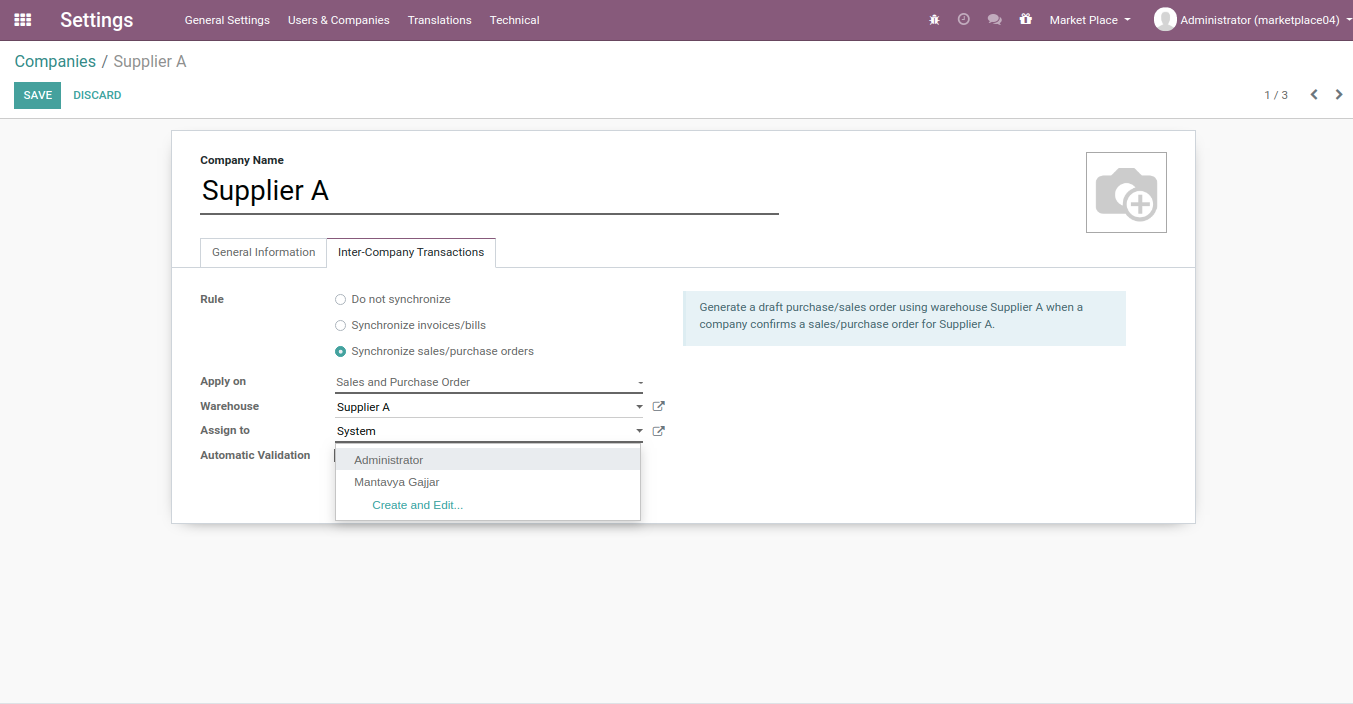 Settings General Settings Users & Companies Translations Technical Market Place Administrator (marketplace04)
Companies / Supplier A
SAVE DISCARD 1 / 3
Company Name
Supplier A
General Information Inter-Company Transactions
Rule Do not synchronize
Synchronize invoices/bills
Synchronize sales/purchase orders
Generate a draft purchase/sales order using warehouse Supplier A when a
company confirms a sales/purchase order for Supplier A.
Apply on Sales and Purchase Order
Warehouse Supplier A
Assign to System
Automatic Validation
Administrator
Mantavya Gajjar
Create and Edit...